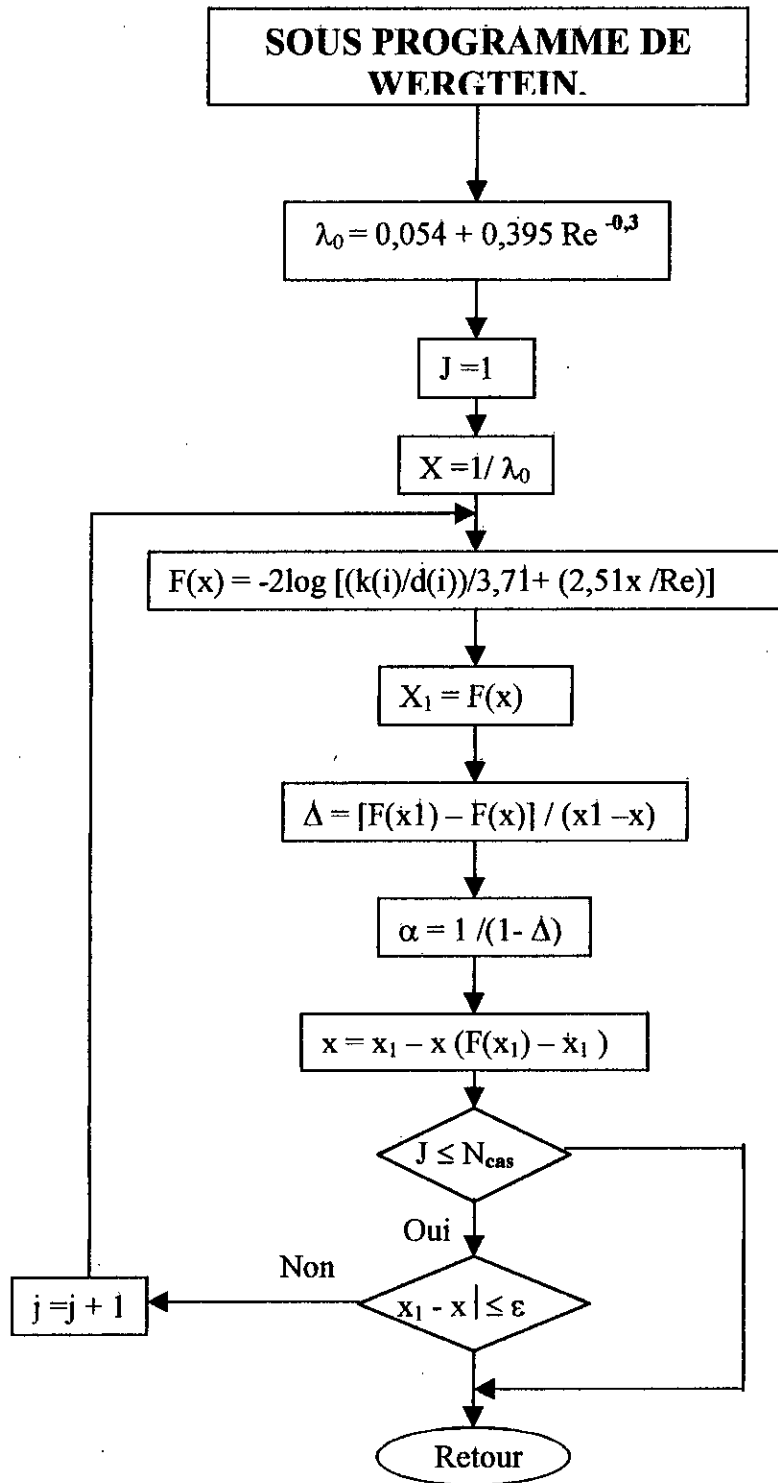 SOUS PROGRAMME DE
WERGTEIN.
λ₀ = 0,054 + 0,395 Re ⁻⁰,³
J =1
X =1/ λ₀
F(x) = -2log [(k(i)/d(i))/3,71+ (2,51x /Re)]
X₁ = F(x)
Δ = [F(x1) – F(x)] / (x1 –x)
α = 1 /(1- Δ)
x = x₁ – x (F(x₁) – x₁ )
J ≤ N_cas
Oui
Non
j =j + 1
x₁ - x | ≤ ε
Retour